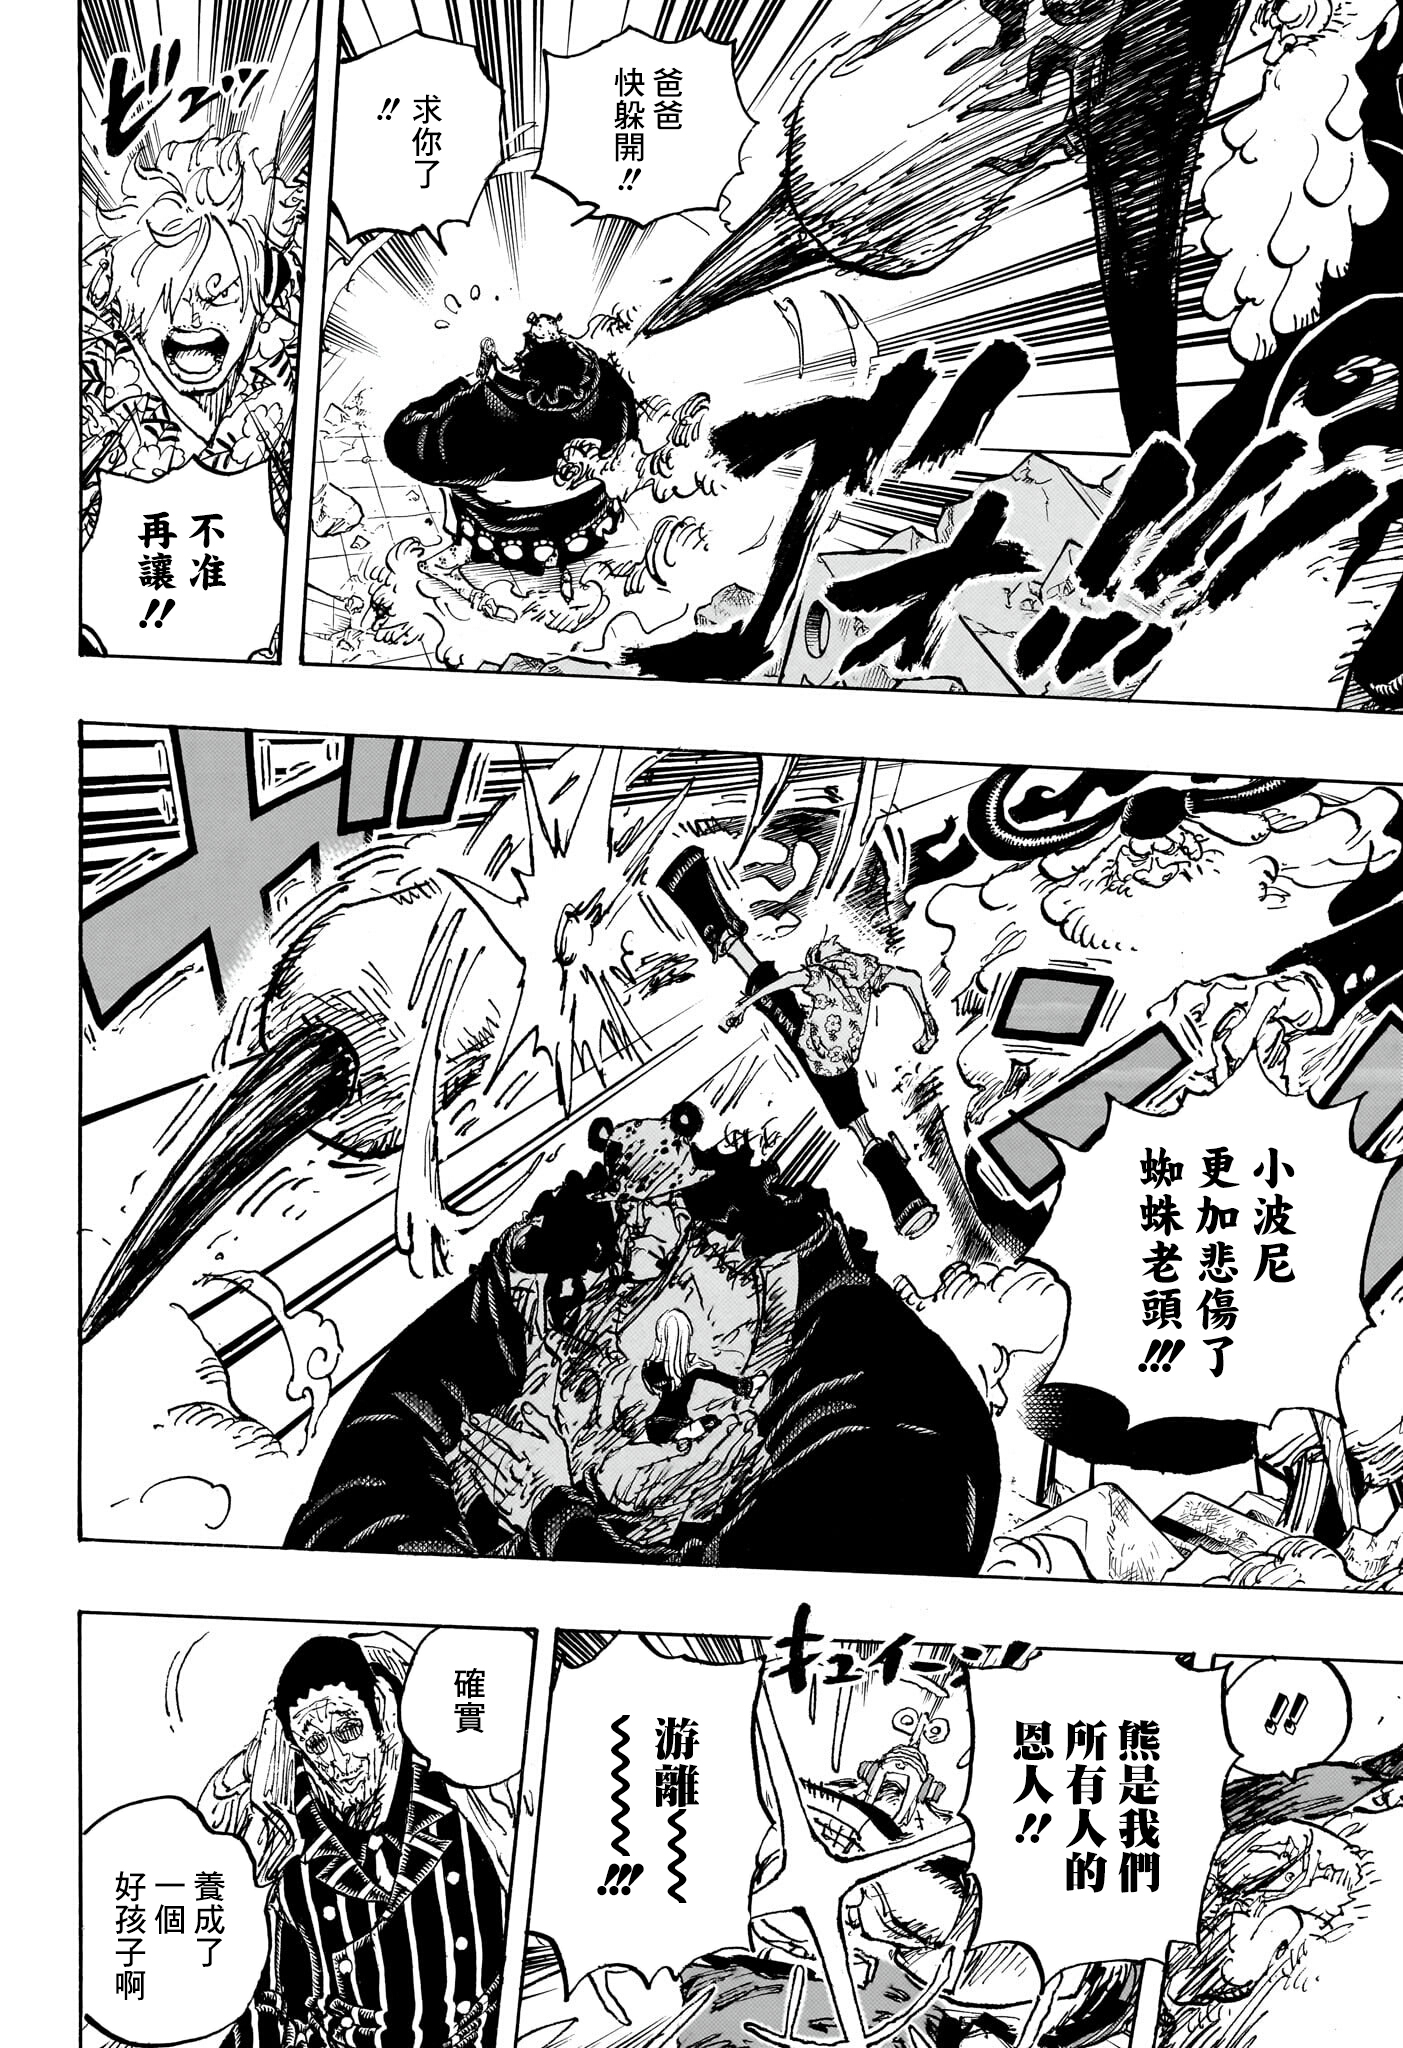 爸爸
快躲開!!
求你了
!!
ブオ!!!
ビュッ
不准
再讓!!
小波尼
更加悲傷了
蜘蛛老頭!!!
!!
熊是我們
所有人的
恩人!!
キュイーン!
游離
!!!
確實
養成了
一個
好孩子啊